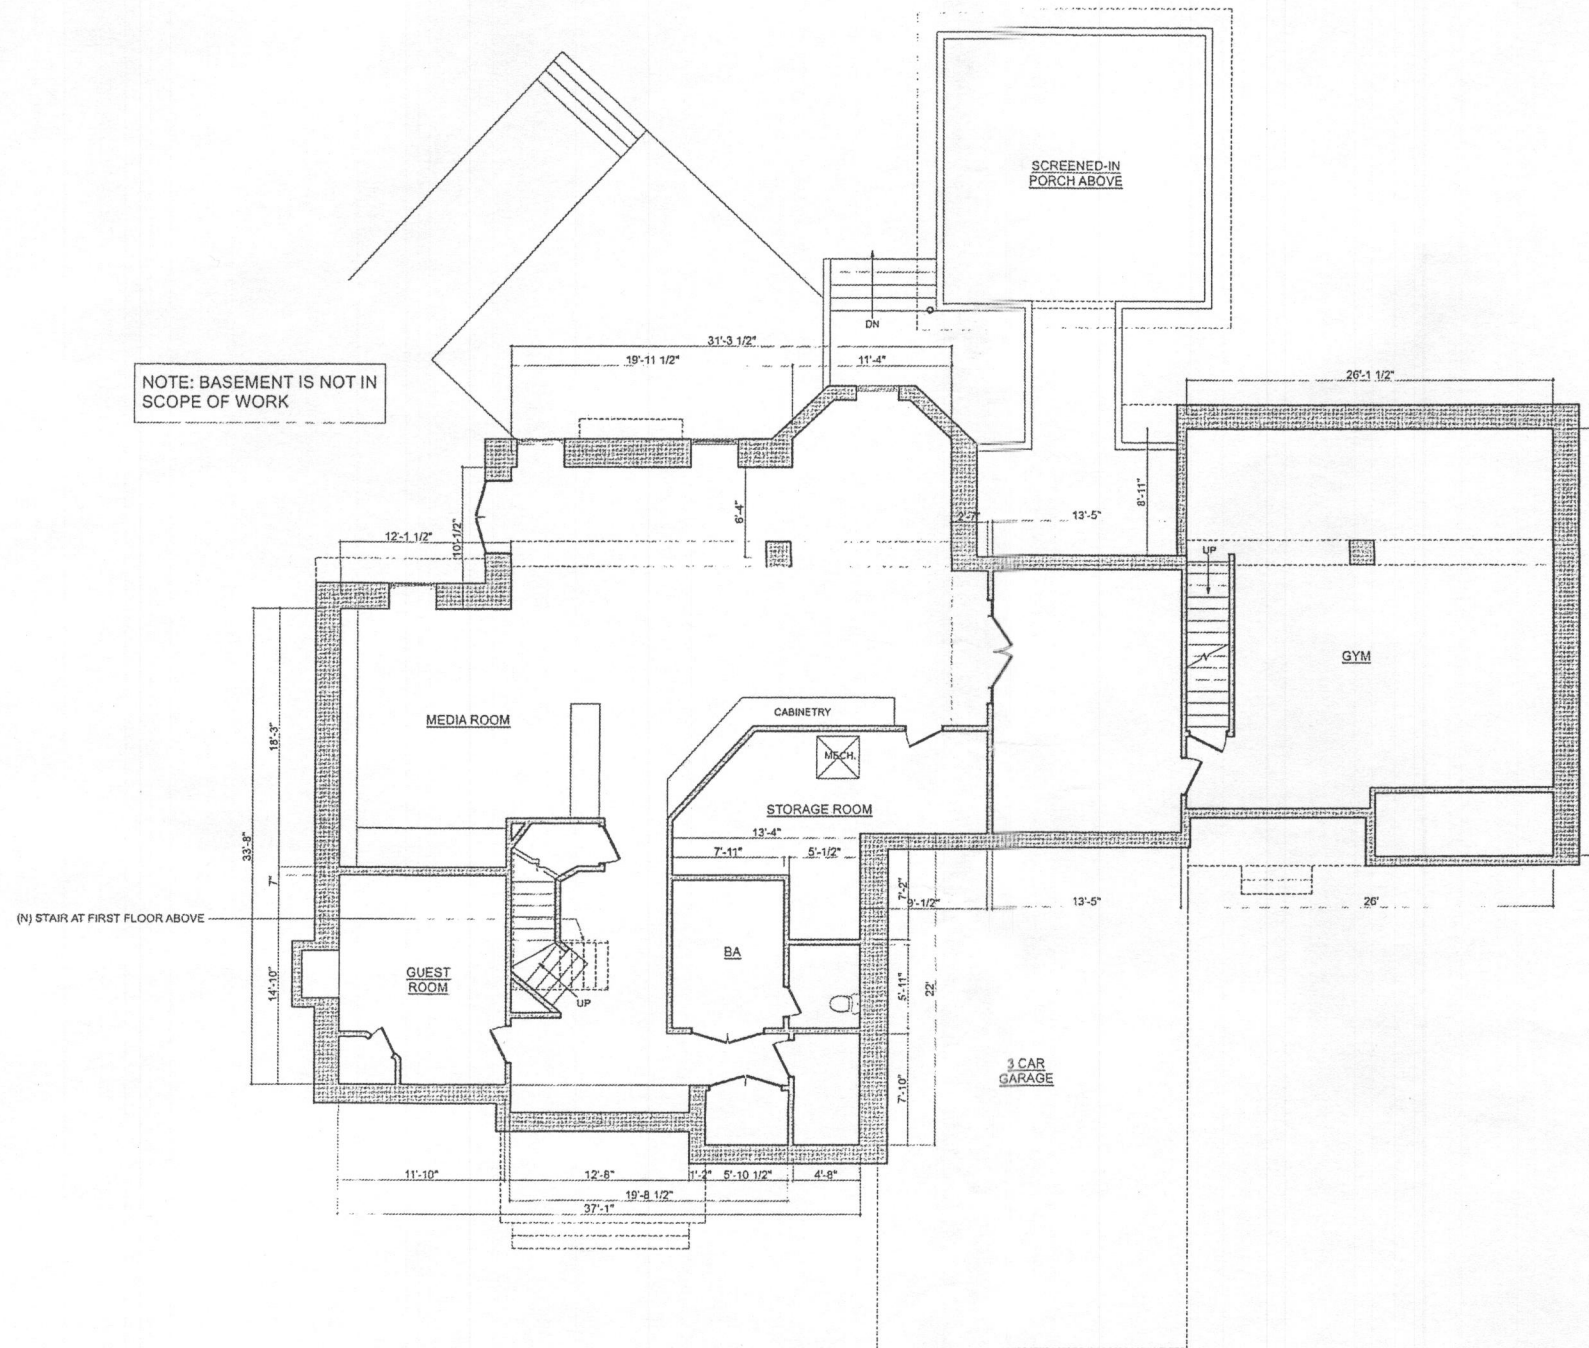 SCREENED-IN
PORCH ABOVE
DN
31'-3 1/2"
19'-11 1/2"
11'-4"
NOTE: BASEMENT IS NOT IN
SCOPE OF WORK
26'-1 1/2"
8'-11"
6'-4"
10'-1/2"
12'-1 1/2"
2'-7"
13'-5"
UP
GYM
MEDIA ROOM
CABINETRY
MECH.
STORAGE ROOM
18'-3"
33'-8"
7"
14'-10"
13'-4"
7'-11"
5'-1/2"
7'-2"
9'-1/2"
13'-5"
26'
(N) STAIR AT FIRST FLOOR ABOVE
GUEST
ROOM
BA
UP
5'-11"
22'
7'-10"
3 CAR
GARAGE
11'-10"
12'-8"
1'-2"
5'-10 1/2"
4'-8"
19'-8 1/2"
37'-1"